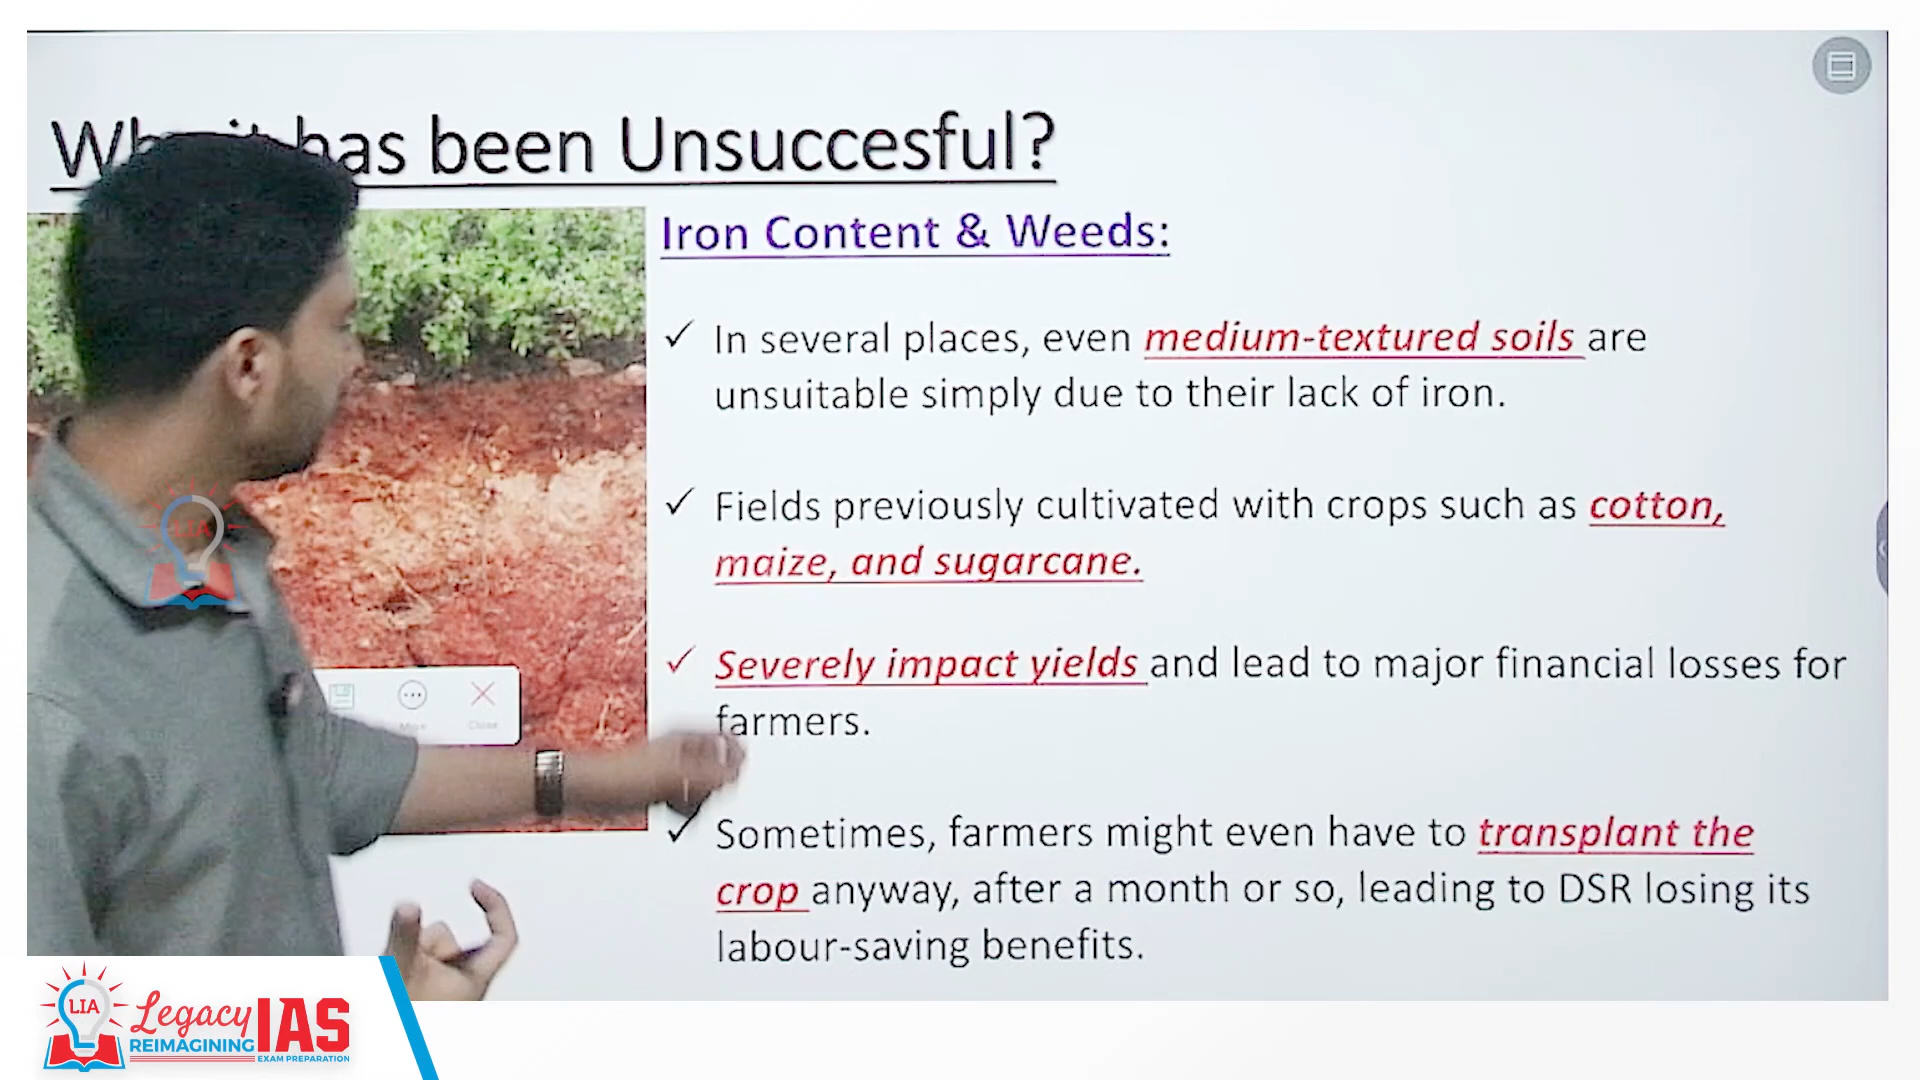 has been Unsuccesful?
Iron Content & Weeds:
✓ In several places, even medium-textured soils are
unsuitable simply due to their lack of iron.
✓ Fields previously cultivated with crops such as cotton,
maize, and sugarcane.
✓ Severely impact yields and lead to major financial losses for
farmers.
✓ Sometimes, farmers might even have to transplant the
crop anyway, after a month or so, leading to DSR losing its
labour-saving benefits.
LIA
More
Close
LIA
Legacy IAS
REIMAGINING
EXAM PREPARATION